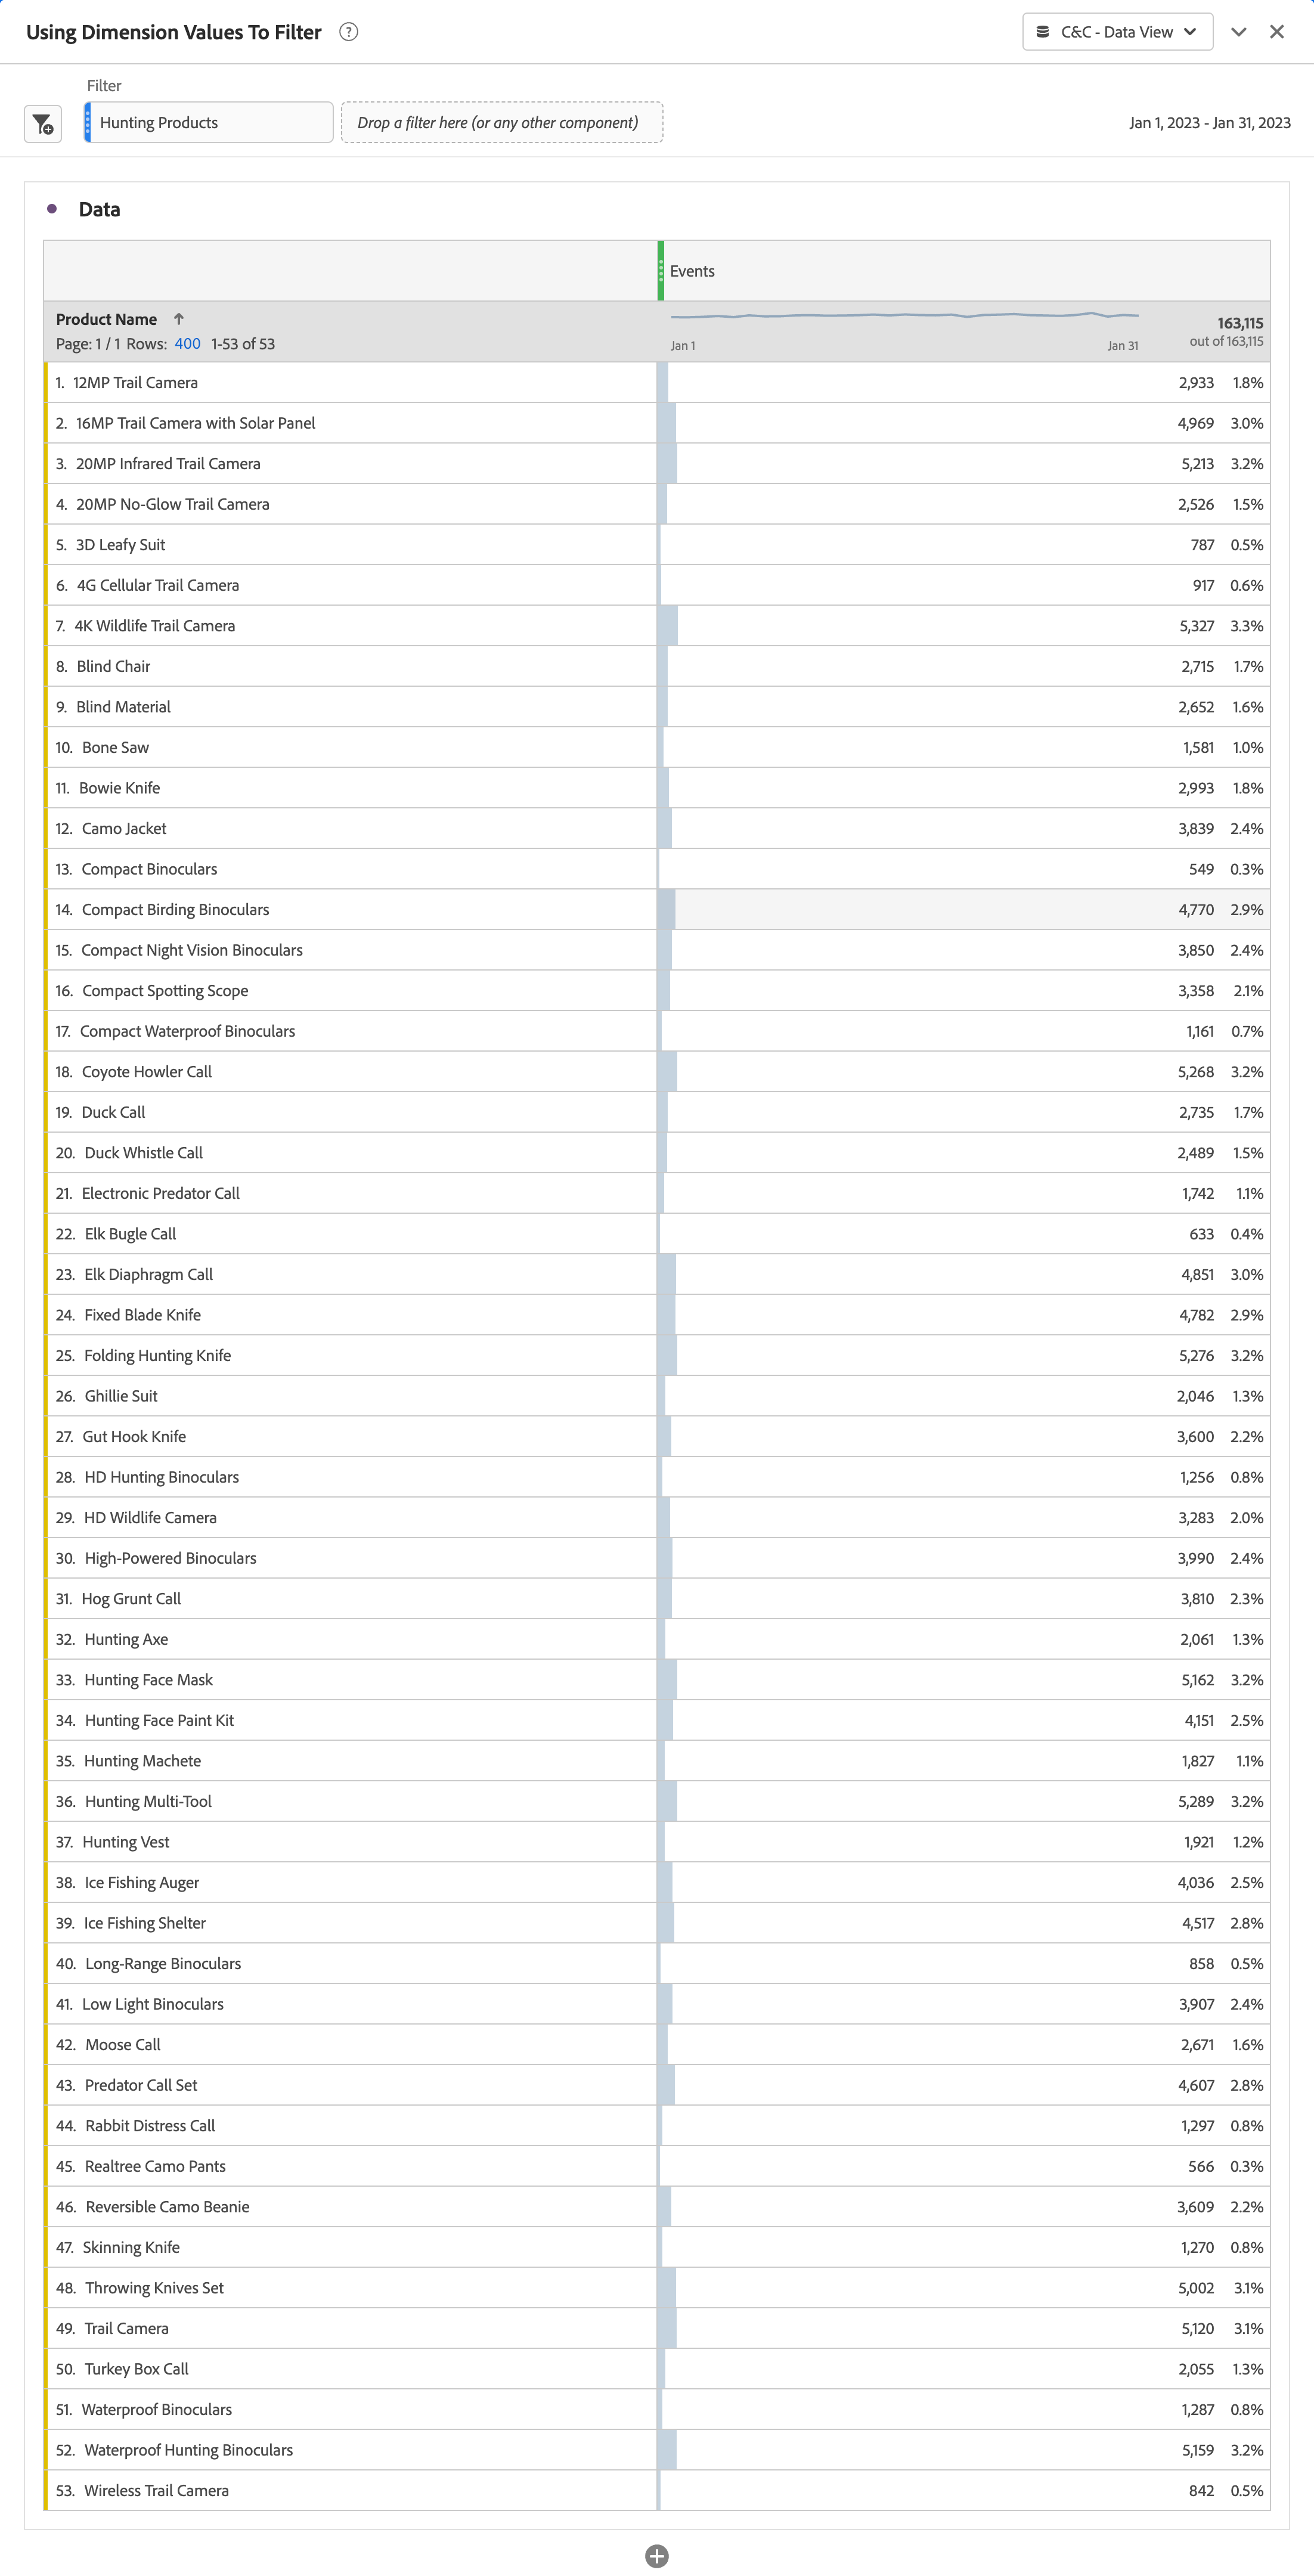 Using Dimension Values To Filter ? C&C - Data View
Filter
Hunting Products Drop a filter here (or any other component) Jan 1, 2023 - Jan 31, 2023
Data
Events
Product Name ↑ 163,115
Page: 1 / 1 Rows: 400 1-53 of 53 Jan 1 Jan 31 out of 163,115
1. 12MP Trail Camera 2,933 1.8%
2. 16MP Trail Camera with Solar Panel 4,969 3.0%
3. 20MP Infrared Trail Camera 5,213 3.2%
4. 20MP No-Glow Trail Camera 2,526 1.5%
5. 3D Leafy Suit 787 0.5%
6. 4G Cellular Trail Camera 917 0.6%
7. 4K Wildlife Trail Camera 5,327 3.3%
8. Blind Chair 2,715 1.7%
9. Blind Material 2,652 1.6%
10. Bone Saw 1,581 1.0%
11. Bowie Knife 2,993 1.8%
12. Camo Jacket 3,839 2.4%
13. Compact Binoculars 549 0.3%
14. Compact Birding Binoculars 4,770 2.9%
15. Compact Night Vision Binoculars 3,850 2.4%
16. Compact Spotting Scope 3,358 2.1%
17. Compact Waterproof Binoculars 1,161 0.7%
18. Coyote Howler Call 5,268 3.2%
19. Duck Call 2,735 1.7%
20. Duck Whistle Call 2,489 1.5%
21. Electronic Predator Call 1,742 1.1%
22. Elk Bugle Call 633 0.4%
23. Elk Diaphragm Call 4,851 3.0%
24. Fixed Blade Knife 4,782 2.9%
25. Folding Hunting Knife 5,276 3.2%
26. Ghillie Suit 2,046 1.3%
27. Gut Hook Knife 3,600 2.2%
28. HD Hunting Binoculars 1,256 0.8%
29. HD Wildlife Camera 3,283 2.0%
30. High-Powered Binoculars 3,990 2.4%
31. Hog Grunt Call 3,810 2.3%
32. Hunting Axe 2,061 1.3%
33. Hunting Face Mask 5,162 3.2%
34. Hunting Face Paint Kit 4,151 2.5%
35. Hunting Machete 1,827 1.1%
36. Hunting Multi-Tool 5,289 3.2%
37. Hunting Vest 1,921 1.2%
38. Ice Fishing Auger 4,036 2.5%
39. Ice Fishing Shelter 4,517 2.8%
40. Long-Range Binoculars 858 0.5%
41. Low Light Binoculars 3,907 2.4%
42. Moose Call 2,671 1.6%
43. Predator Call Set 4,607 2.8%
44. Rabbit Distress Call 1,297 0.8%
45. Realtree Camo Pants 566 0.3%
46. Reversible Camo Beanie 3,609 2.2%
47. Skinning Knife 1,270 0.8%
48. Throwing Knives Set 5,002 3.1%
49. Trail Camera 5,120 3.1%
50. Turkey Box Call 2,055 1.3%
51. Waterproof Binoculars 1,287 0.8%
52. Waterproof Hunting Binoculars 5,159 3.2%
53. Wireless Trail Camera 842 0.5%